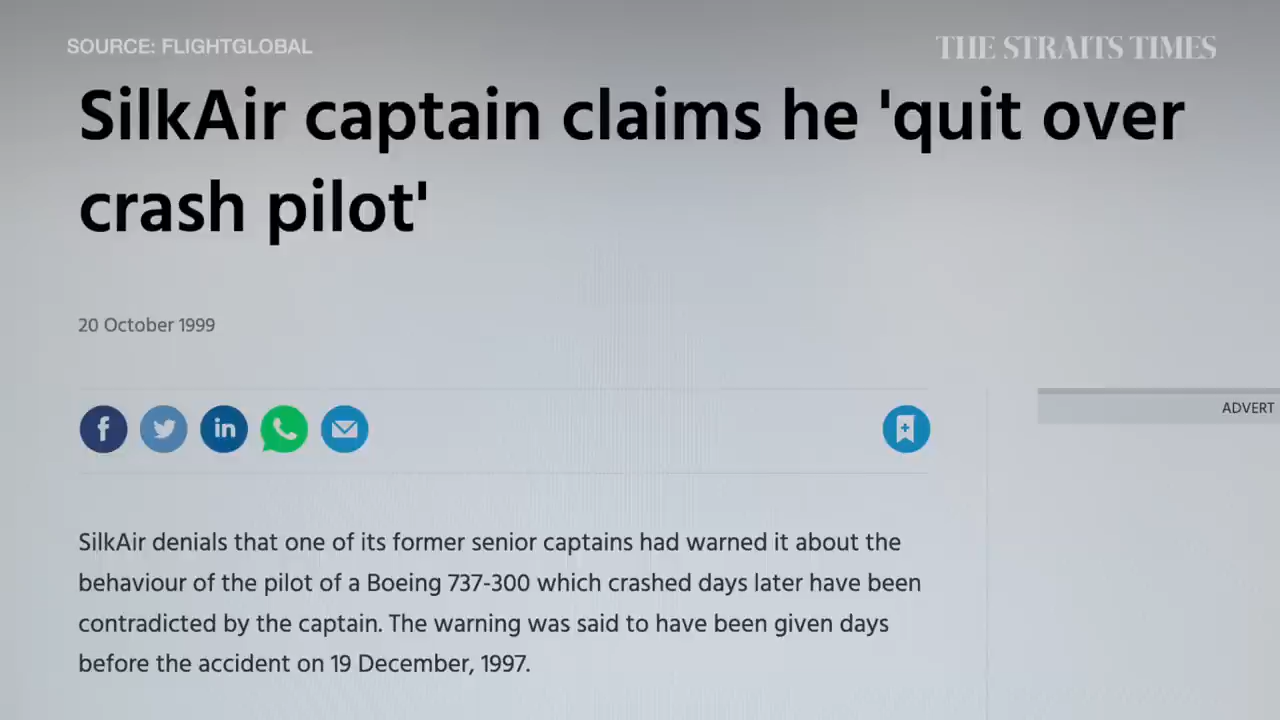 SOURCE: FLIGHTGLOBAL
THE STRAITS TIMES
SilkAir captain claims he 'quit over
crash pilot'
20 October 1999
ADVERT
SilkAir denials that one of its former senior captains had warned it about the
behaviour of the pilot of a Boeing 737-300 which crashed days later have been
contradicted by the captain. The warning was said to have been given days
before the accident on 19 December, 1997.